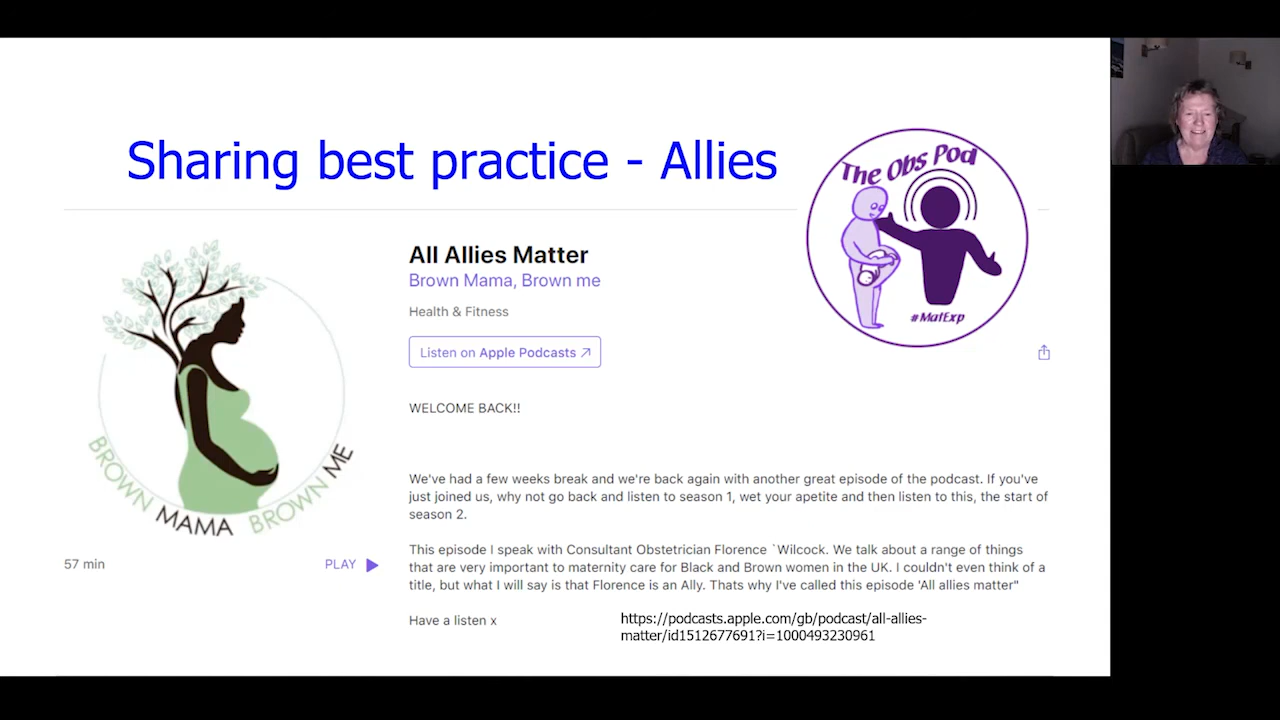 Sharing best practice - Allies
The Obs Pod
#MatExp
All Allies Matter
Brown Mama, Brown me
Health & Fitness
Listen on Apple Podcasts ↗
BROWN MAMA BROWN ME
57 min
PLAY
WELCOME BACK!!
We've had a few weeks break and we're back again with another great episode of the podcast. If you've
just joined us, why not go back and listen to season 1, wet your apetite and then listen to this, the start of
season 2.
This episode I speak with Consultant Obstetrician Florence `Wilcock. We talk about a range of things
that are very important to maternity care for Black and Brown women in the UK. I couldn't even think of a
title, but what I will say is that Florence is an Ally. Thats why I've called this episode 'All allies matter"
Have a listen x
https://podcasts.apple.com/gb/podcast/all-allies-
matter/id1512677691?i=1000493230961